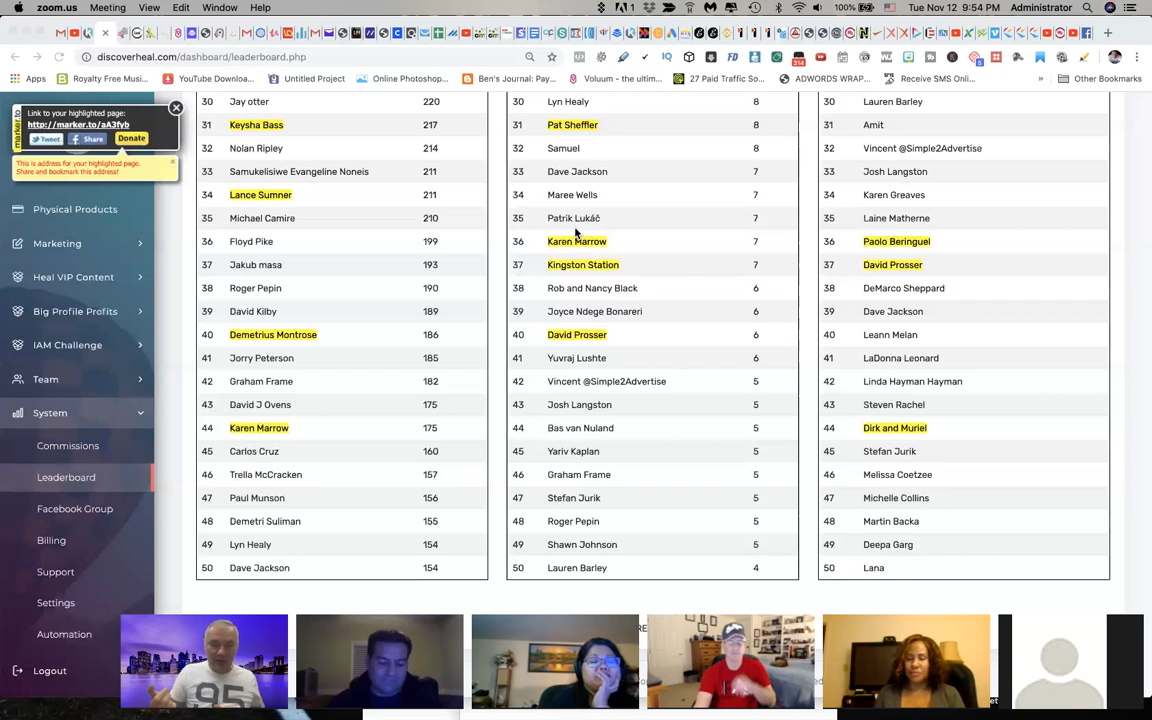 zoom.us Meeting View Edit Window Help
100% Tue Nov 12 9:54 PM Administrator
discoverheal.com/dashboard/leaderboard.php
Apps Royalty Free Musi... YouTube Downloa... Untitled Project Online Photoshop... Ben's Journal: Pay... Voluum - the ultim... 27 Paid Traffic So... ADWORDS WRAP... Receive SMS Onli... » Other Bookmarks
marker.to
Link to your highlighted page:
http://marker.to/aA3fyb
Tweet Share Donate
This is address for your highlighted page.
Share and bookmark this address!
Physical Products
Marketing
Heal VIP Content
Big Profile Profits
IAM Challenge
Team
System
Commissions
Leaderboard
Facebook Group
Billing
Support
Settings
Automation
Logout
30 Jay otter 220
31 Keysha Bass 217
32 Nolan Ripley 214
33 Samukelisiwe Evangeline Noneis 211
34 Lance Sumner 211
35 Michael Camire 210
36 Floyd Pike 199
37 Jakub masa 193
38 Roger Pepin 190
39 David Kilby 189
40 Demetrius Montrose 186
41 Jorry Peterson 185
42 Graham Frame 182
43 David J Ovens 175
44 Karen Marrow 175
45 Carlos Cruz 160
46 Trella McCracken 157
47 Paul Munson 156
48 Demetri Suliman 155
49 Lyn Healy 154
50 Dave Jackson 154
30 Lyn Healy 8
31 Pat Sheffler 8
32 Samuel 8
33 Dave Jackson 7
34 Maree Wells 7
35 Patrik Lukáč 7
36 Karen Marrow 7
37 Kingston Station 7
38 Rob and Nancy Black 6
39 Joyce Ndege Bonareri 6
40 David Prosser 6
41 Yuvraj Lushte 6
42 Vincent @Simple2Advertise 5
43 Josh Langston 5
44 Bas van Nuland 5
45 Yariv Kaplan 5
46 Graham Frame 5
47 Stefan Jurik 5
48 Roger Pepin 5
49 Shawn Johnson 5
50 Lauren Barley 4
30 Lauren Barley
31 Amit
32 Vincent @Simple2Advertise
33 Josh Langston
34 Karen Greaves
35 Laine Matherne
36 Paolo Beringuel
37 David Prosser
38 DeMarco Sheppard
39 Dave Jackson
40 Leann Melan
41 LaDonna Leonard
42 Linda Hayman Hayman
43 Steven Rachel
44 Dirk and Muriel
45 Stefan Jurik
46 Melissa Coetzee
47 Michelle Collins
48 Martin Backa
49 Deepa Garg
50 Lana
95